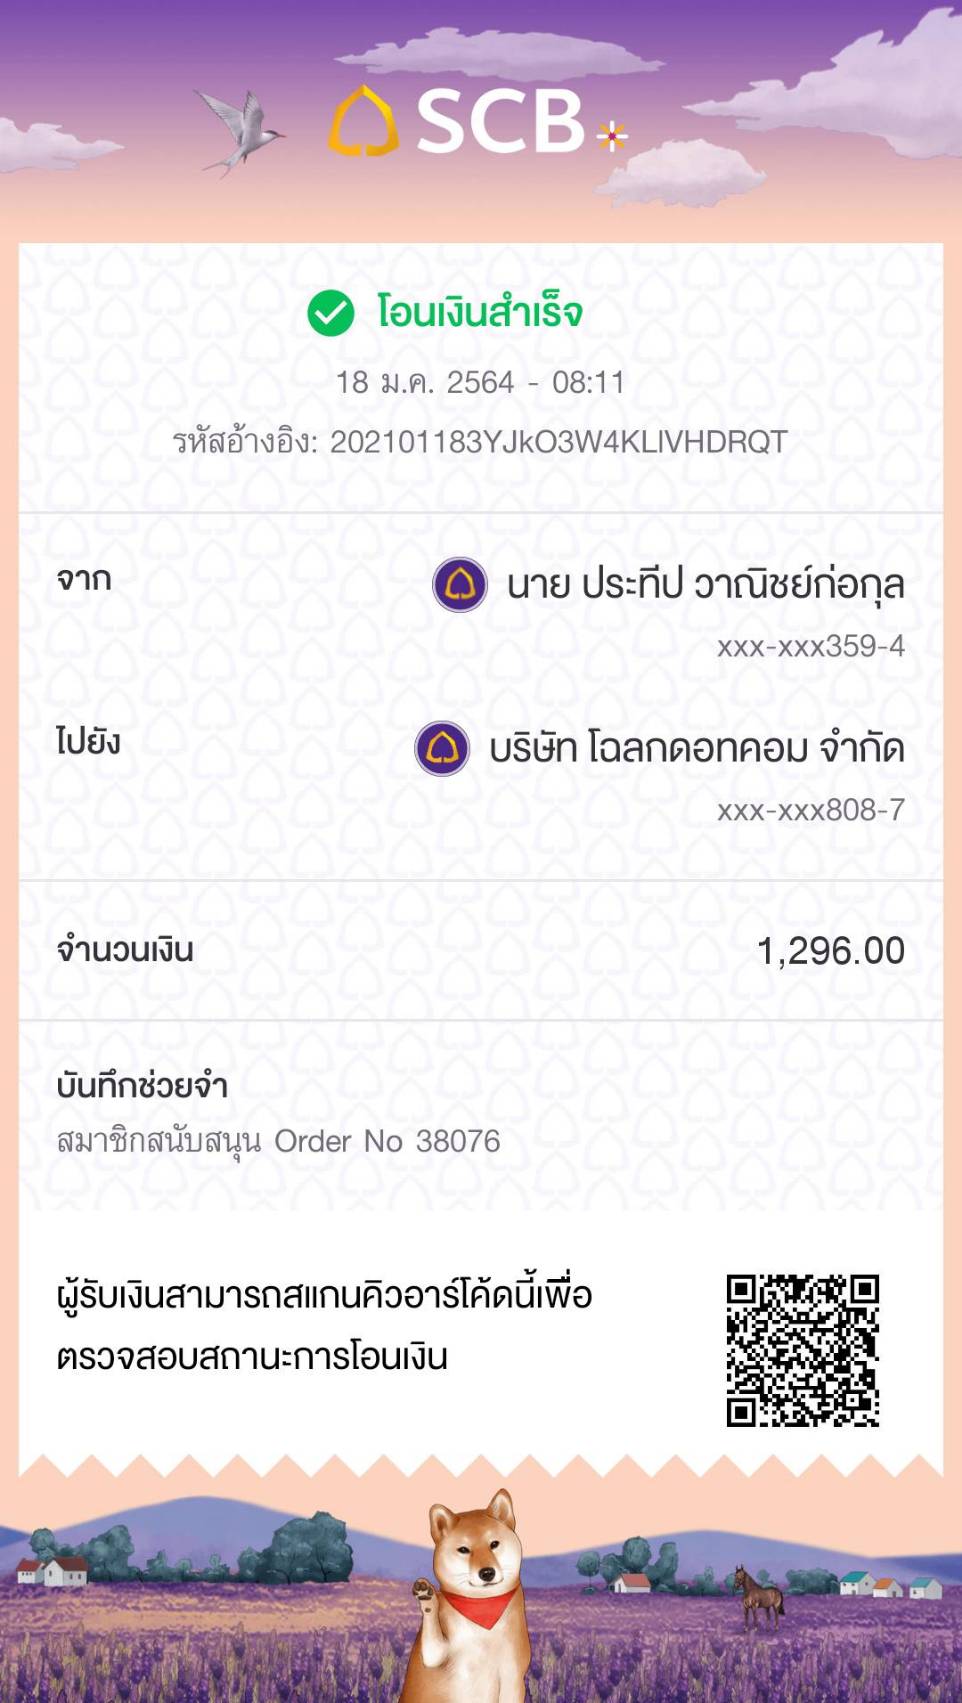 SCB
โอนเงินสำเร็จ
18 ม.ค. 2564 - 08:11
รหัสอ้างอิง: 202101183YJkO3W4KLlVHDRQT
จาก
นาย ประทีป วาณิชย์ก่อกุล
xxx-xxx359-4
ไปยัง
บริษัท โฉลกดอทคอม จำกัด
xxx-xxx808-7
จำนวนเงิน 1,296.00
บันทึกช่วยจำ
สมาชิกสนับสนุน Order No 38076
ผู้รับเงินสามารถสแกนคิวอาร์โค้ดนี้เพื่อ
ตรวจสอบสถานะการโอนเงิน